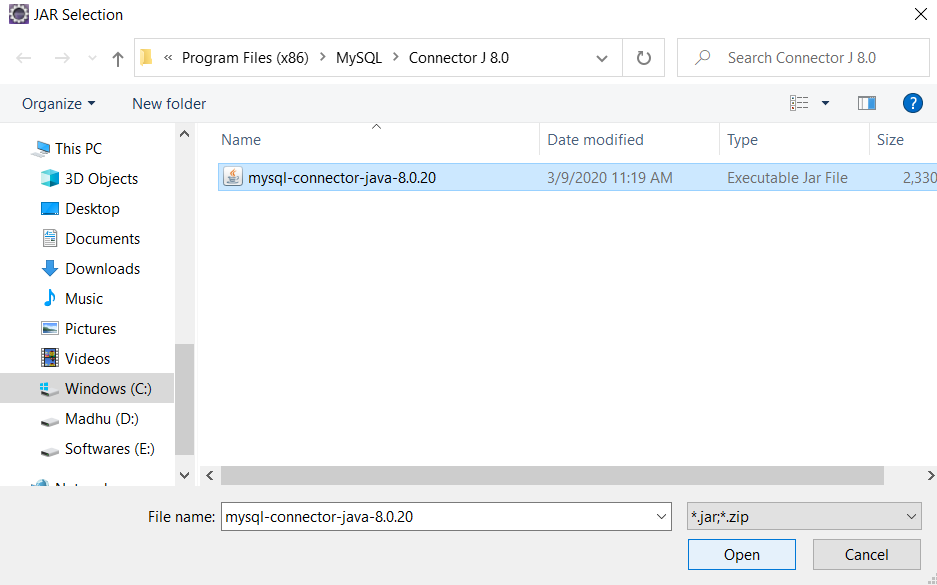 JAR Selection
« Program Files (x86) > MySQL > Connector J 8.0
Search Connector J 8.0
Organize
New folder
?
This PC
3D Objects
Desktop
Documents
Downloads
Music
Pictures
Videos
Windows (C:)
Madhu (D:)
Softwares (E:)
Name
Date modified
Type
Size
mysql-connector-java-8.0.20
3/9/2020 11:19 AM
Executable Jar File
2,330
File name:
mysql-connector-java-8.0.20
*.jar;*.zip
Open
Cancel